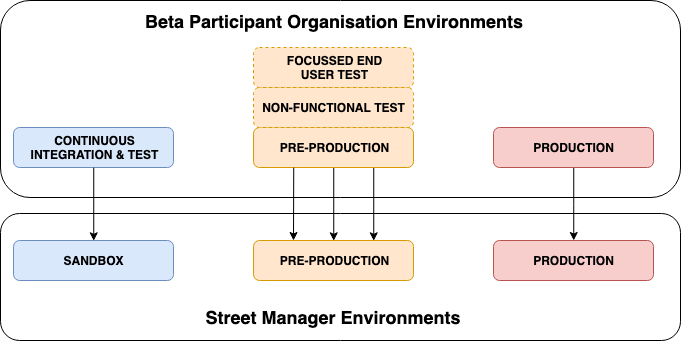 Beta Participant Organisation Environments
FOCUSSED END
USER TEST
NON-FUNCTIONAL TEST
CONTINUOUS
INTEGRATION & TEST
PRE-PRODUCTION
PRODUCTION
SANDBOX
PRE-PRODUCTION
PRODUCTION
Street Manager Environments